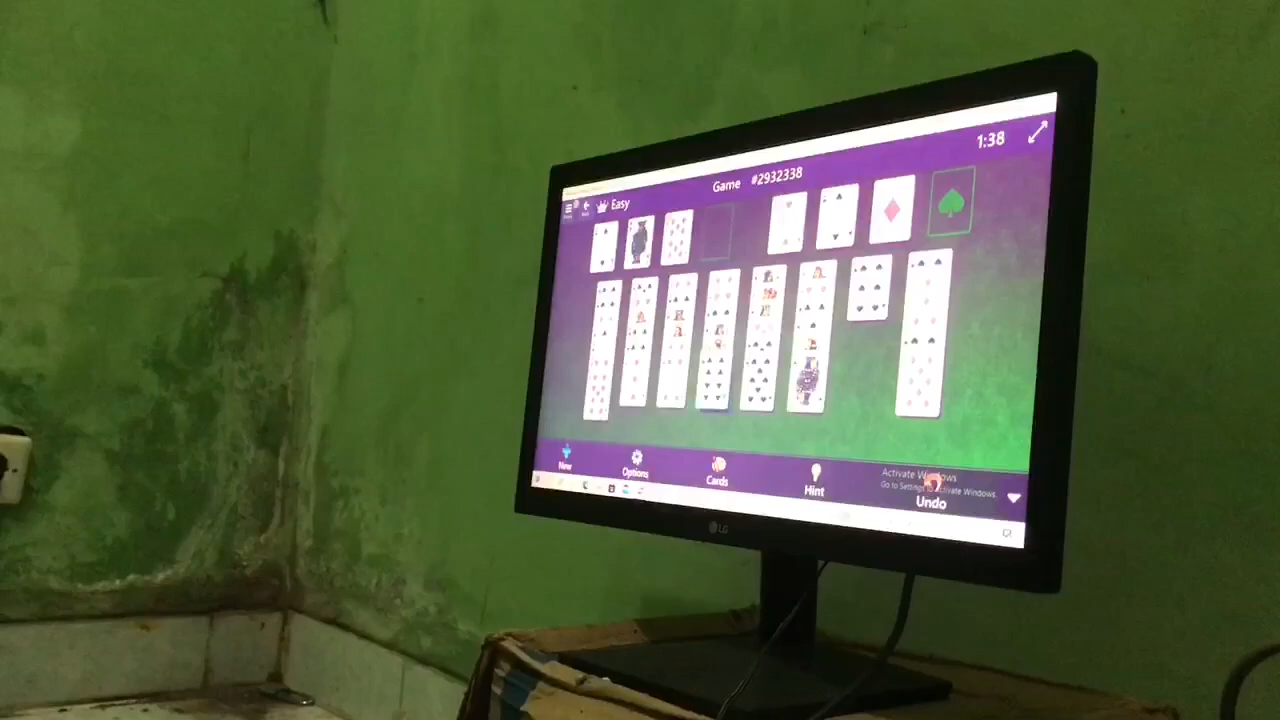 1:38
Game #2932338
Easy
New
Options
Cards
Hint
Activate Windows
Go to Settings to Activate Windows.
Undo
LG